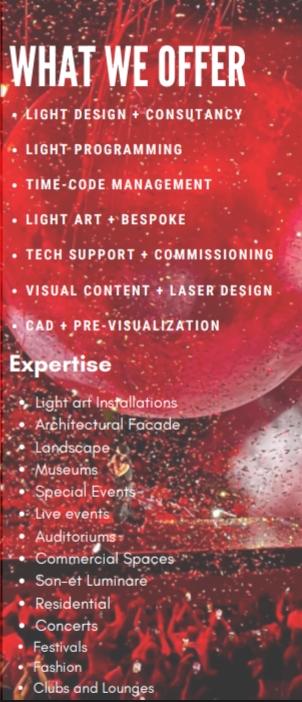 WHAT WE OFFER
• LIGHT DESIGN + CONSUTANCY
• LIGHT PROGRAMMING
• TIME-CODE MANAGEMENT
• LIGHT ART + BESPOKE
• TECH SUPPORT + COMMISSIONING
• VISUAL CONTENT + LASER DESIGN
• CAD + PRE-VISUALIZATION
Expertise
• Light art Installations
• Architectural Facade
• Landscape
• Museums
• Special Events
• Live events
• Auditoriums
• Commercial Spaces
• Son-et Luminare
• Residential
• Concerts
• Festivals
• Fashion
• Clubs and Lounges